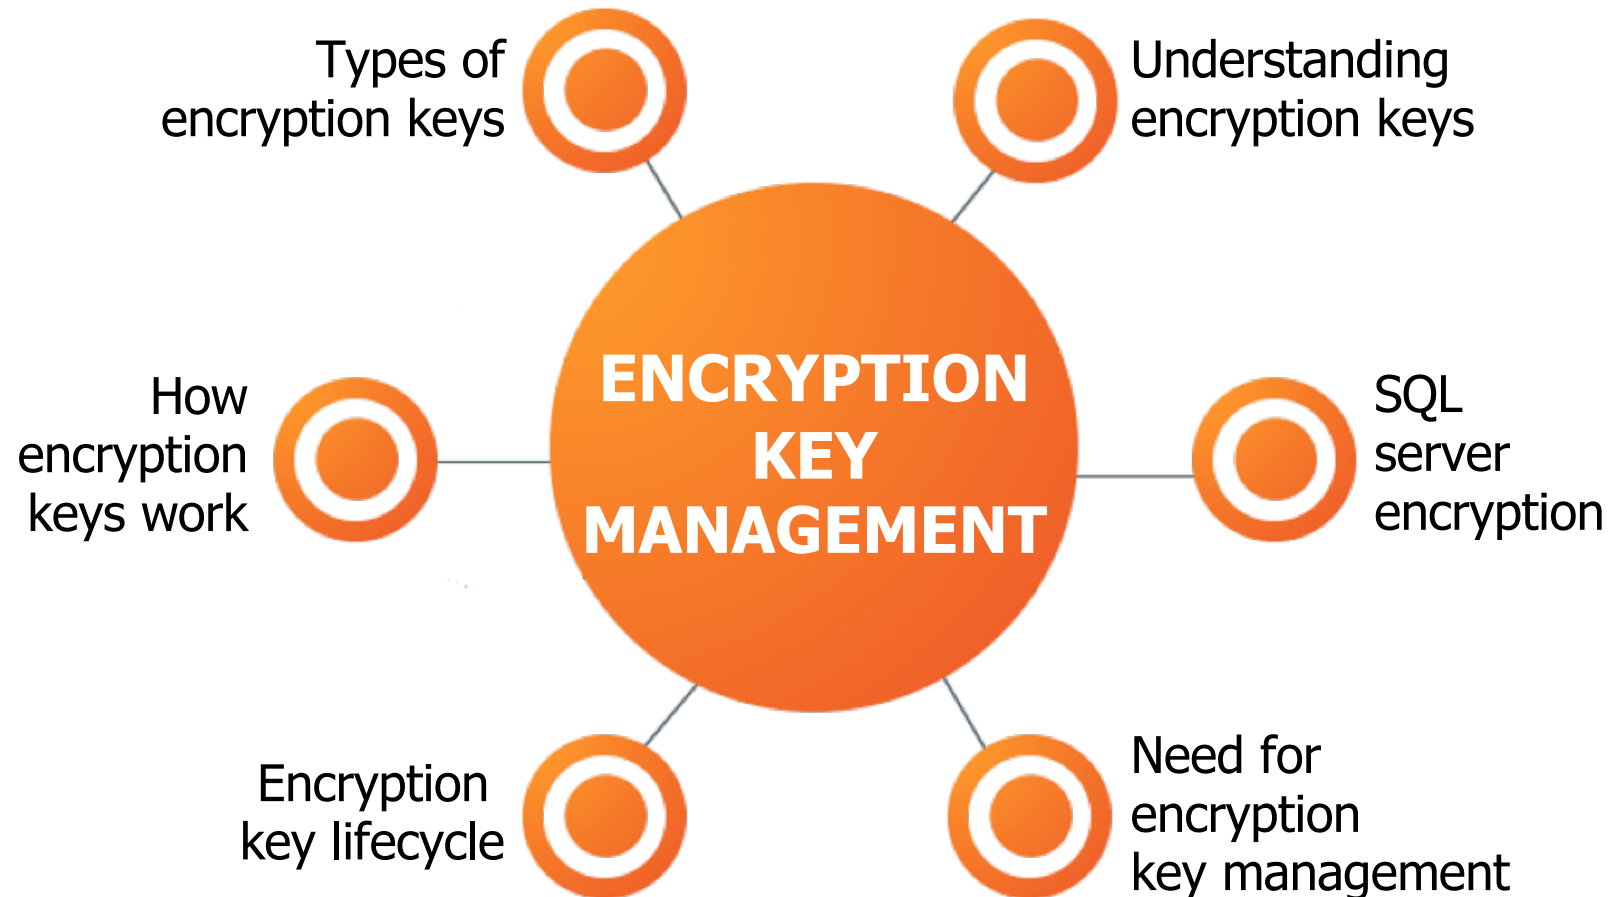 Types of
encryption keys
Understanding
encryption keys
How
encryption
keys work
ENCRYPTION
KEY
MANAGEMENT
SQL
server
encryption
Encryption
key lifecycle
Need for
encryption
key management